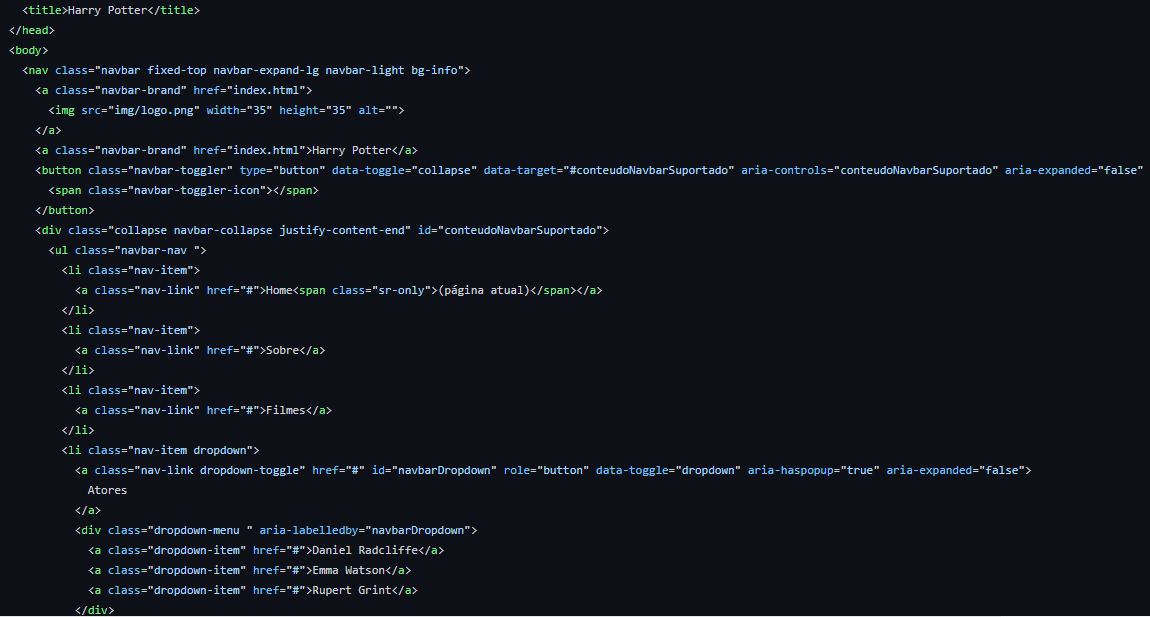 <title>Harry Potter</title>
</head>
<body>
<nav class="navbar fixed-top navbar-expand-lg navbar-light bg-info">
<a class="navbar-brand" href="index.html">
<img src="img/logo.png" width="35" height="35" alt="">
</a>
<a class="navbar-brand" href="index.html">Harry Potter</a>
<button class="navbar-toggler" type="button" data-toggle="collapse" data-target="#conteudoNavbarSuportado" aria-controls="conteudoNavbarSuportado" aria-expanded="false"
<span class="navbar-toggler-icon"></span>
</button>
<div class="collapse navbar-collapse justify-content-end" id="conteudoNavbarSuportado">
<ul class="navbar-nav ">
<li class="nav-item">
<a class="nav-link" href="#">Home<span class="sr-only">(página atual)</span></a>
</li>
<li class="nav-item">
<a class="nav-link" href="#">Sobre</a>
</li>
<li class="nav-item">
<a class="nav-link" href="#">Filmes</a>
</li>
<li class="nav-item dropdown">
<a class="nav-link dropdown-toggle" href="#" id="navbarDropdown" role="button" data-toggle="dropdown" aria-haspopup="true" aria-expanded="false">
Atores
</a>
<div class="dropdown-menu " aria-labelledby="navbarDropdown">
<a class="dropdown-item" href="#">Daniel Radcliffe</a>
<a class="dropdown-item" href="#">Emma Watson</a>
<a class="dropdown-item" href="#">Rupert Grint</a>
</div>